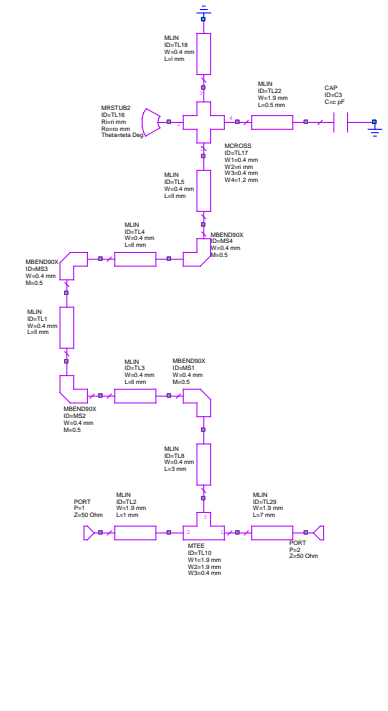 MLIN
ID=TL18
W=0.4 mm
L=l mm
MLIN
ID=TL22
W=1.9 mm
L=0.5 mm
CAP
ID=C3
C=c pF
MRSTUB2
ID=TL16
Ri=ri mm
Ro=ro mm
Theta=teta Deg
3
2
4
1
MCROSS
ID=TL17
W1=0.4 mm
W2=ri mm
W3=0.4 mm
W4=1.2 mm
MLIN
ID=TL5
W=0.4 mm
L=ll mm
MLIN
ID=TL4
W=0.4 mm
L=ll mm
MBEND90X
ID=MS4
W=0.4 mm
M=0.5
MBEND90X
ID=MS3
W=0.4 mm
M=0.5
MLIN
ID=TL1
W=0.4 mm
L=ll mm
MLIN
ID=TL3
W=0.4 mm
L=ll mm
MBEND90X
ID=MS1
W=0.4 mm
M=0.5
MBEND90X
ID=MS2
W=0.4 mm
M=0.5
MLIN
ID=TL8
W=0.4 mm
L=3 mm
PORT
P=1
Z=50 Ohm
MLIN
ID=TL2
W=1.9 mm
L=1 mm
MLIN
ID=TL29
W=1.9 mm
L=7 mm
3
MTEE
ID=TL10
W1=1.9 mm
W2=1.9 mm
W3=0.4 mm
PORT
P=2
Z=50 Ohm